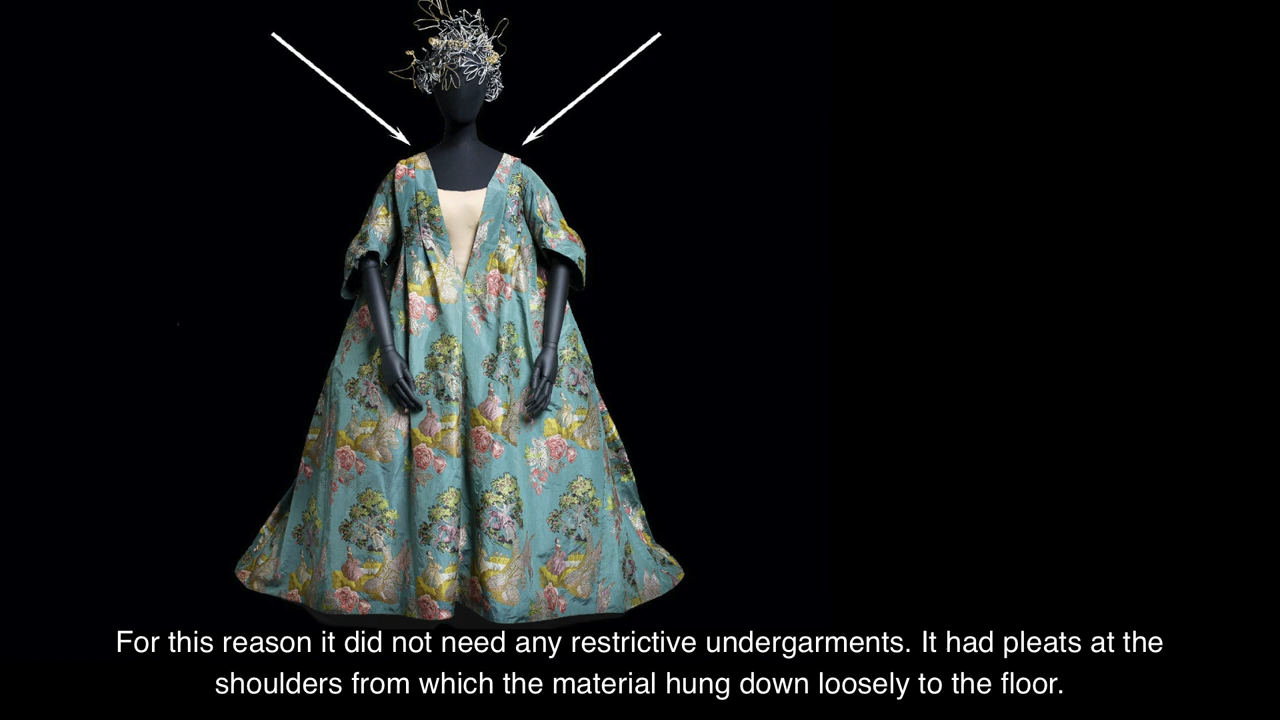 For this reason it did not need any restrictive undergarments. It had pleats at the
shoulders from which the material hung down loosely to the floor.